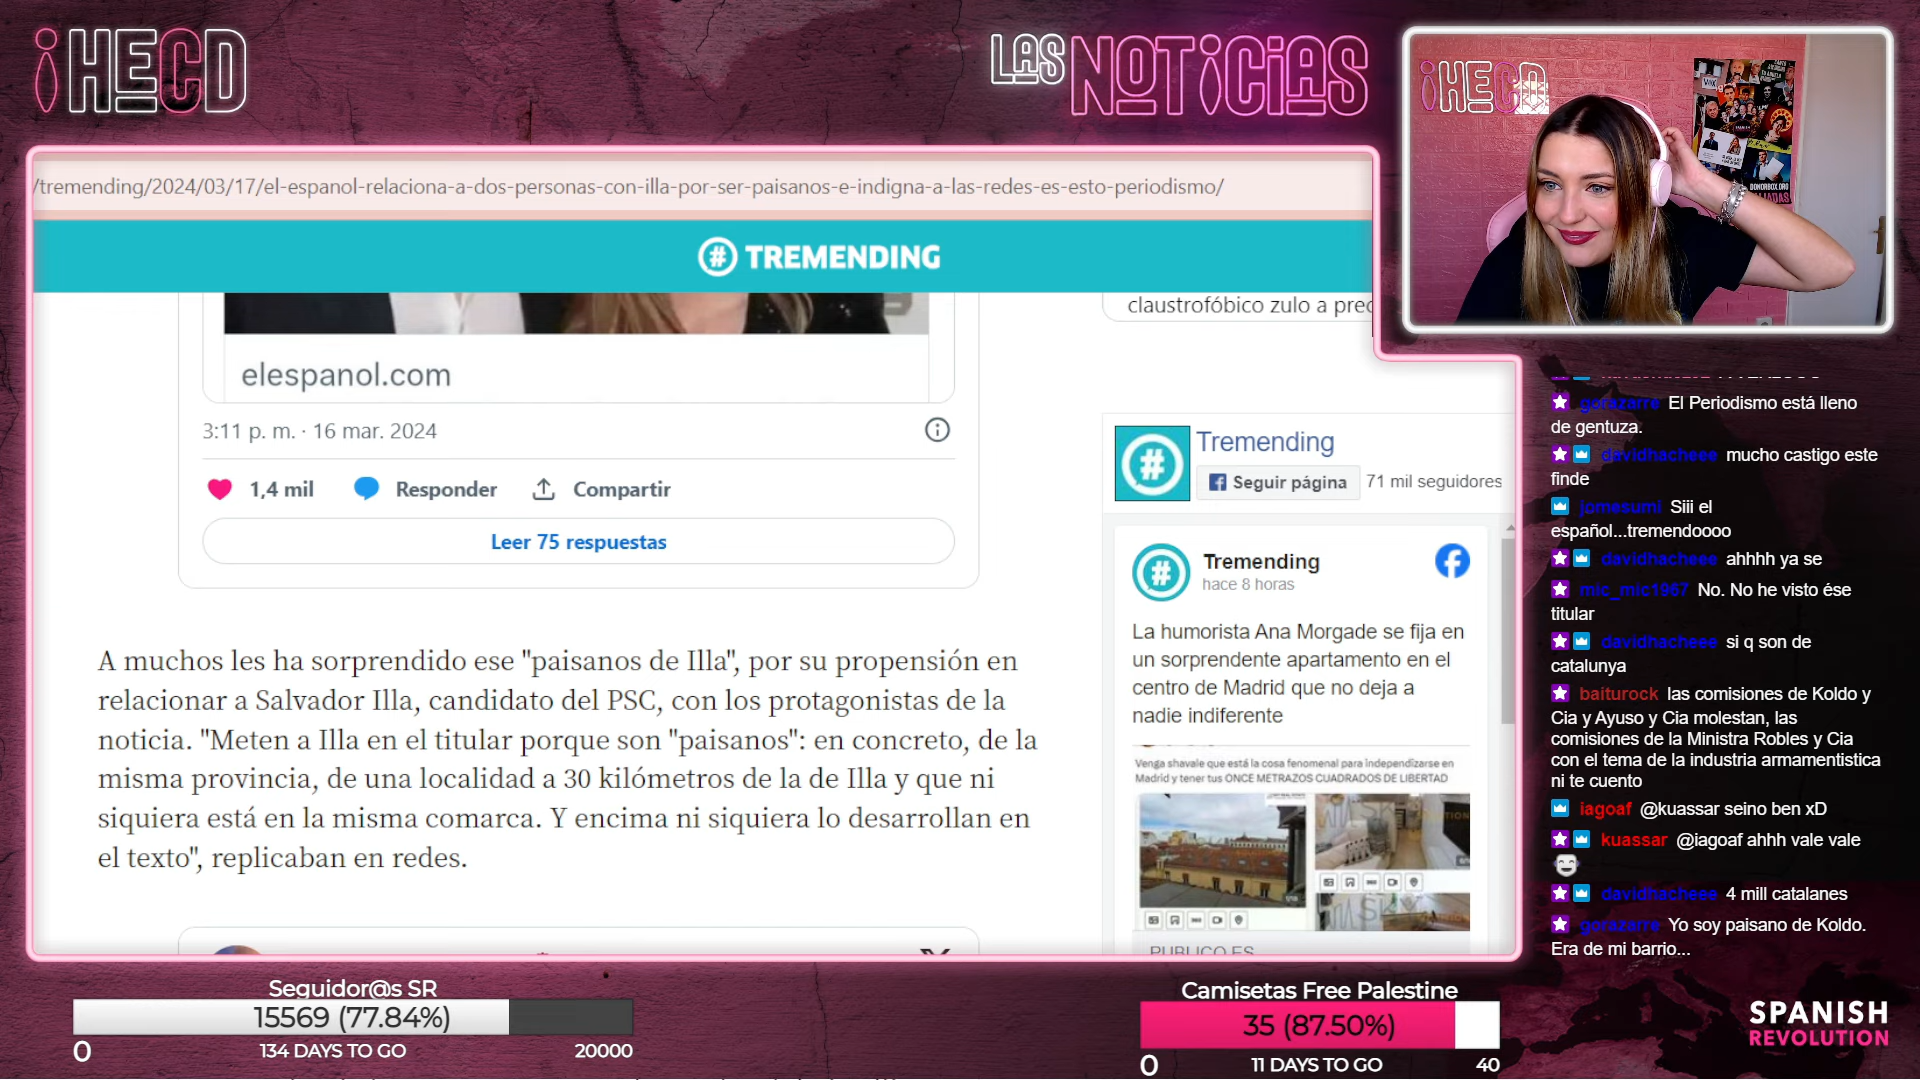 ¡HECD
LAS NOTICIAS
¡HECD
/tremending/2024/03/17/el-espanol-relaciona-a-dos-personas-con-illa-por-ser-paisanos-e-indigna-a-las-redes-es-esto-periodismo/
# TREMENDING
elespanol.com
3:11 p. m. · 16 mar. 2024
1,4 mil Responder Compartir
Leer 75 respuestas
A muchos les ha sorprendido ese "paisanos de Illa", por su propensión en
relacionar a Salvador Illa, candidato del PSC, con los protagonistas de la
noticia. "Meten a Illa en el titular porque son "paisanos": en concreto, de la
misma provincia, de una localidad a 30 kilómetros de la de Illa y que ni
siquiera está en la misma comarca. Y encima ni siquiera lo desarrollan en
el texto", replicaban en redes.
claustrofóbico zulo a prec
Tremending
Seguir página 71 mil seguidores
Tremending
hace 8 horas
La humorista Ana Morgade se fija en
un sorprendente apartamento en el
centro de Madrid que no deja a
nadie indiferente
Venga shavale que está la cosa fenomenal para independizarse en
Madrid y tener tus ONCE METRAZOS CUADRADOS DE LIBERTAD
PUBLICO.ES
gorazarre El Periodismo está lleno
de gentuza.
davidhacheee mucho castigo este
finde
jomesumi Siii el
español...tremendoooo
davidhacheee ahhhh ya se
mic_mic1967 No. No he visto ése
titular
davidhacheee si q son de
catalunya
baiturock las comisiones de Koldo y
Cia y Ayuso y Cia molestan, las
comisiones de la Ministra Robles y Cia
con el tema de la industria armamentistica
ni te cuento
iagoaf @kuassar seino ben xD
kuassar @iagoaf ahhh vale vale
davidhacheee 4 mill catalanes
gorazarre Yo soy paisano de Koldo.
Era de mi barrio...
Seguidor@s SR
15569 (77.84%)
0 134 DAYS TO GO 20000
Camisetas Free Palestine
35 (87.50%)
0 11 DAYS TO GO 40
SPANISH
REVOLUTION